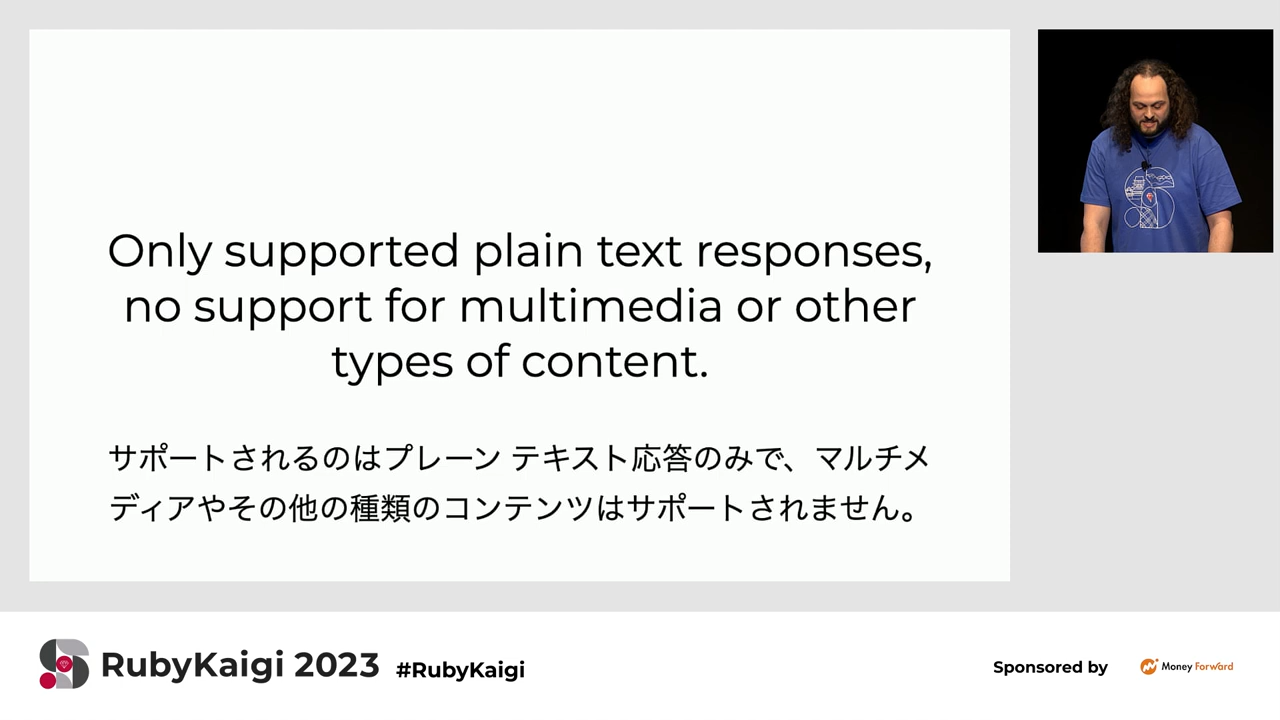 Only supported plain text responses,
no support for multimedia or other
types of content.
サポートされるのはプレーン テキスト応答のみで、マルチメ
ディアやその他の種類のコンテンツはサポートされません。
RubyKaigi 2023 #RubyKaigi
Sponsored by Money Forward